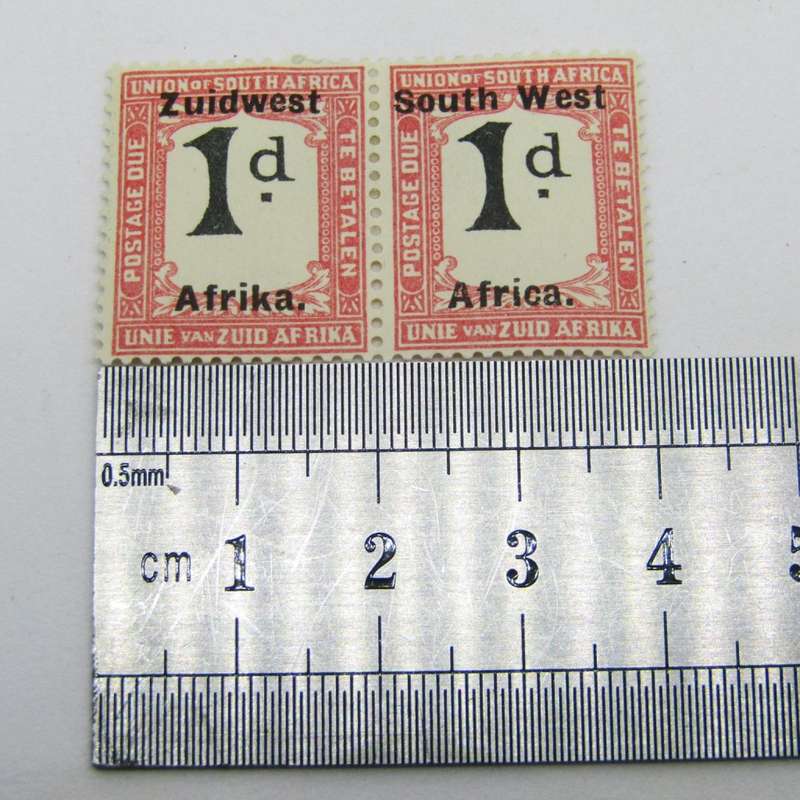 UNION OF SOUTH AFRICA
Zuidwest
POSTAGE DUE
1d.
TE BETALEN
Afrika.
UNIE VAN ZUID AFRIKA
UNION OF SOUTH AFRICA
South West
POSTAGE DUE
1d.
TE BETALEN
Africa.
UNIE VAN ZUID AFRIKA
0.5mm
cm 1 2 3 4